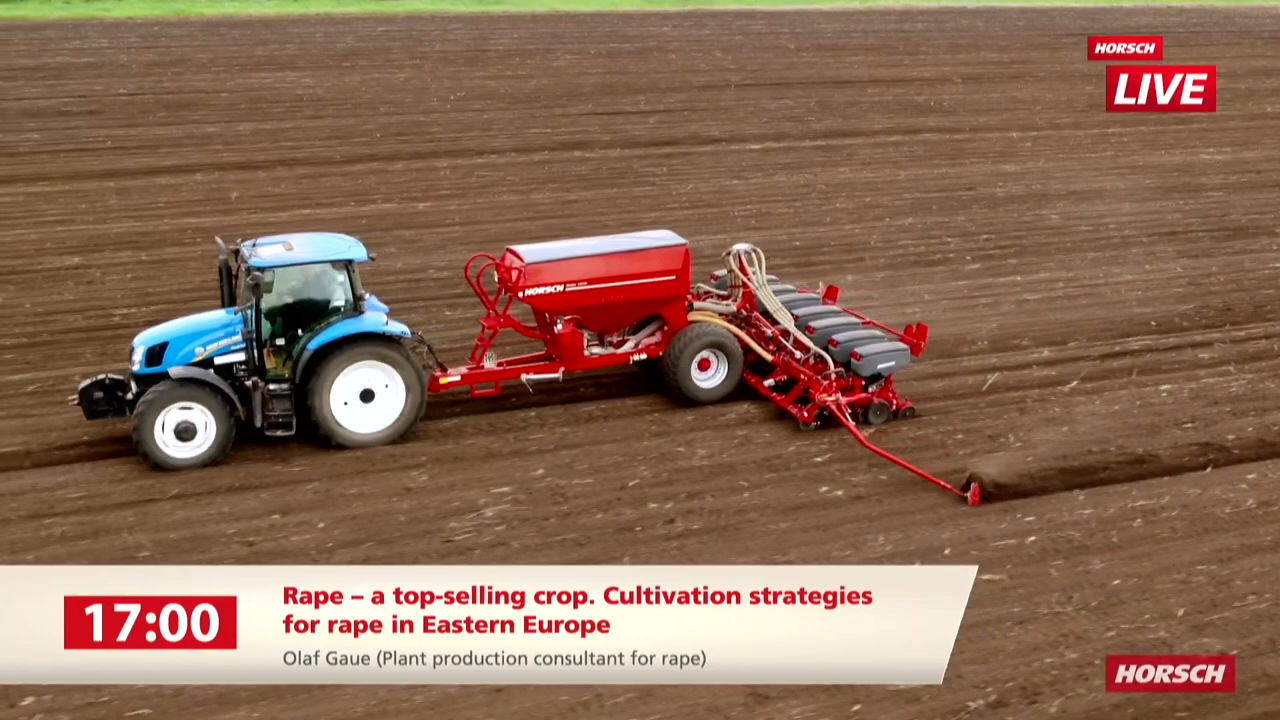 HORSCH
LIVE
HORSCH
17:00
Rape – a top-selling crop. Cultivation strategies
for rape in Eastern Europe
Olaf Gaue (Plant production consultant for rape)
HORSCH